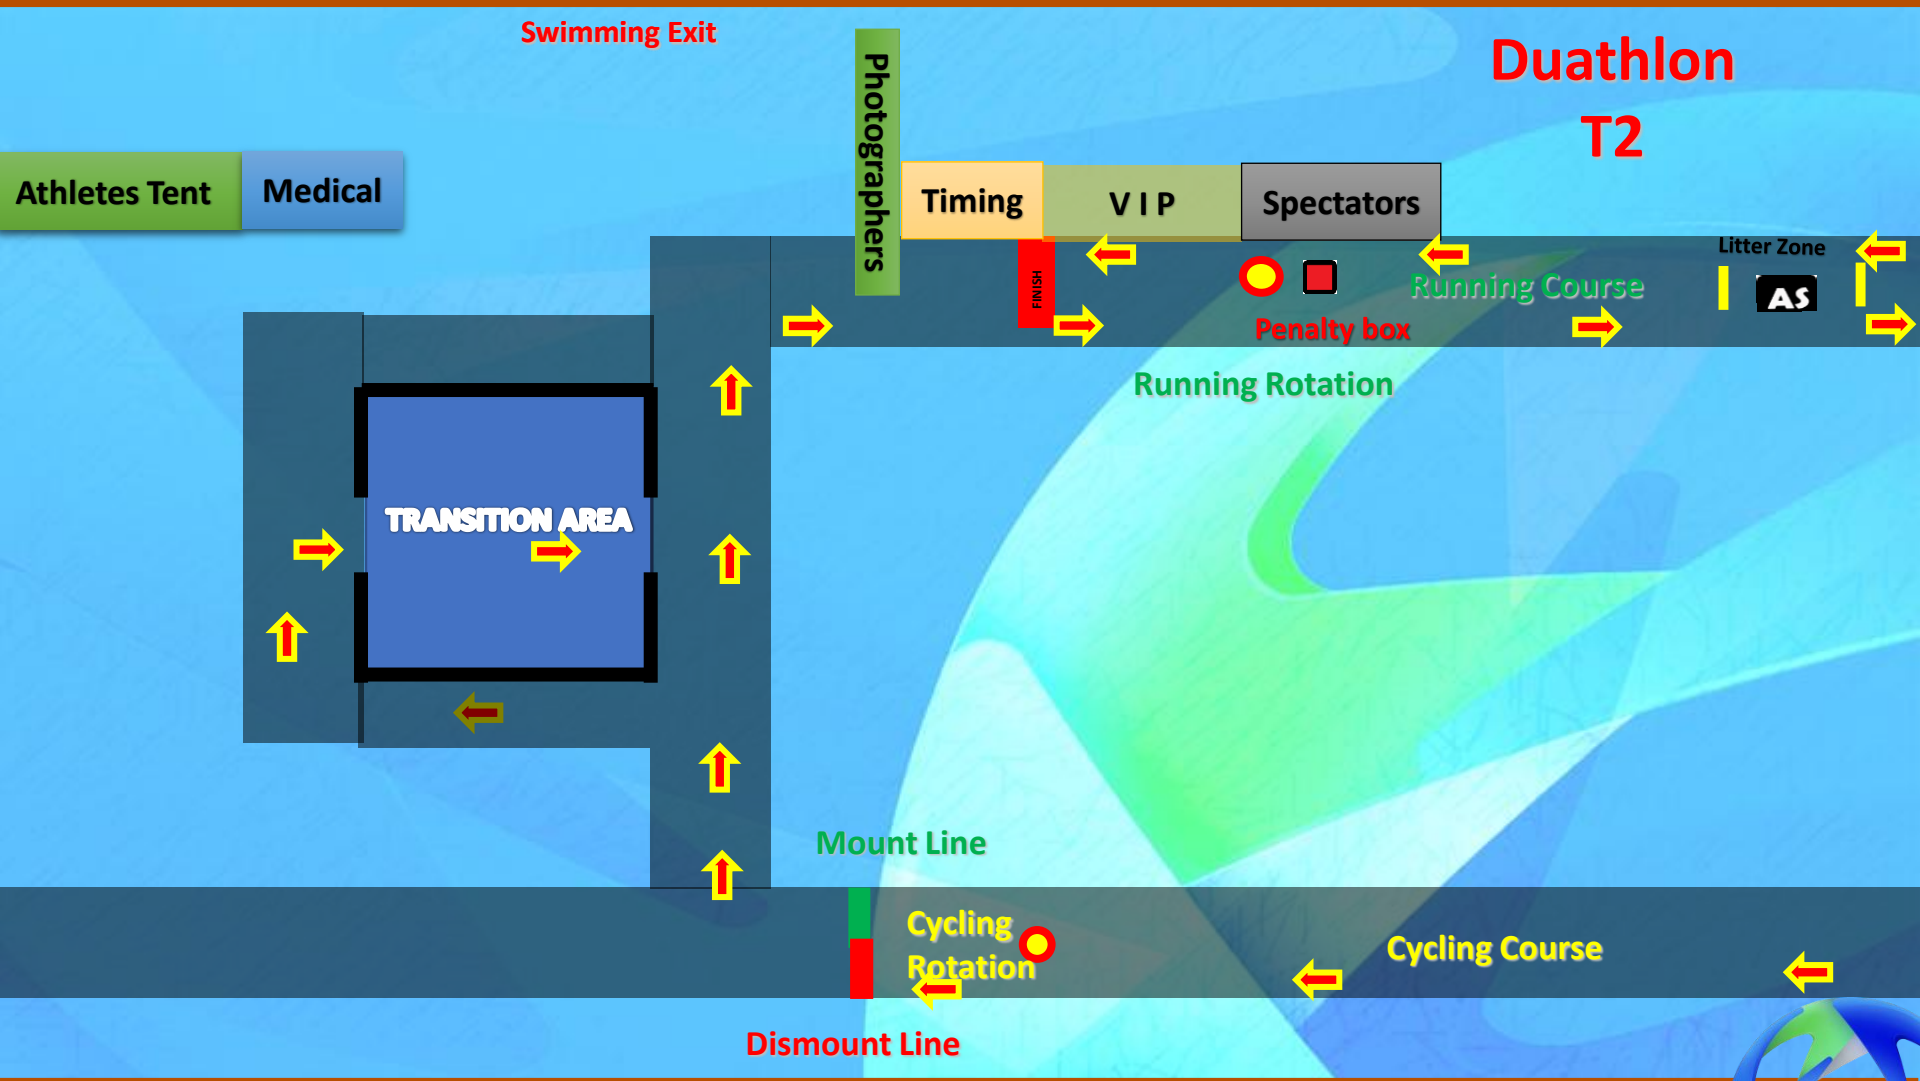 Swimming Exit
Duathlon
T2
Photographers
Athletes Tent
Medical
Timing
V I P
Spectators
Litter Zone
FINISH
Running Course
AS
Penalty box
Running Rotation
TRANSITION AREA
Mount Line
Cycling
Rotation
Cycling Course
Dismount Line